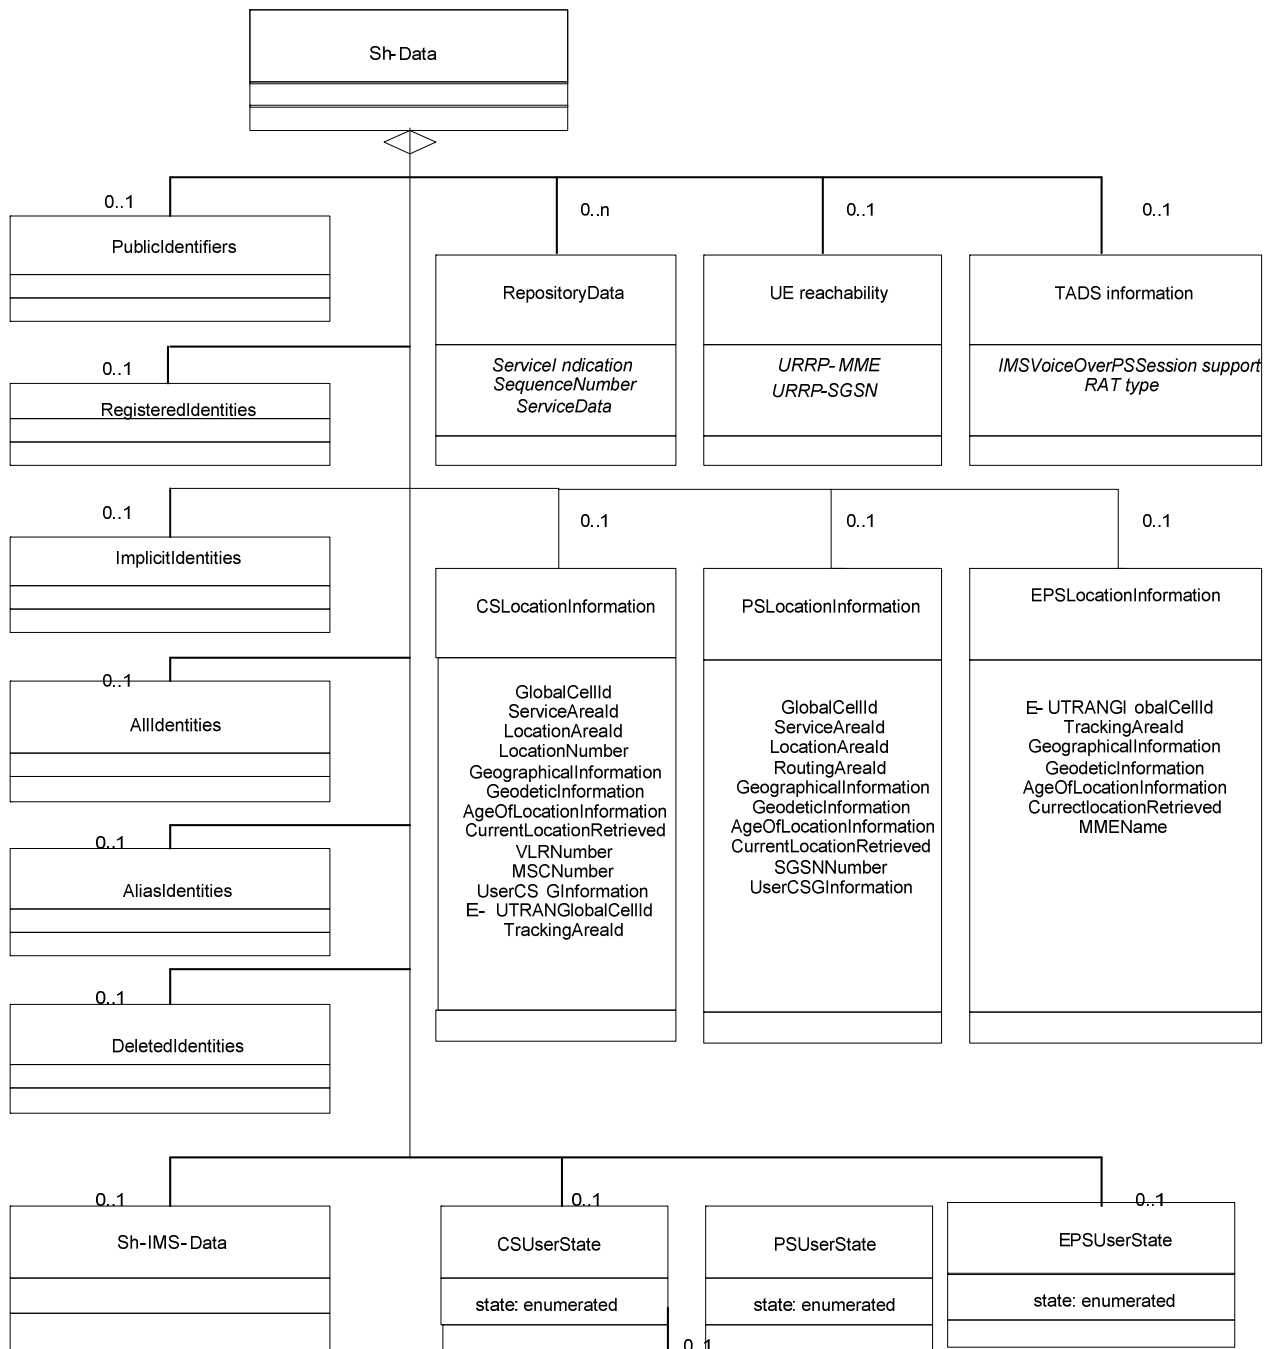 Sh-Data
0..1
PublicIdentifiers
0..n
RepositoryData
ServiceI ndication
SequenceNumber
ServiceData
0..1
UE reachability
URRP-MME
URRP-SGSN
0..1
TADS information
IMSVoiceOverPSSession support
RAT type
0..1
RegisteredIdentities
0..1
ImplicitIdentities
0..1
CSLocationInformation
GlobalCellId
ServiceAreaId
LocationAreaId
LocationNumber
GeographicalInformation
GeodeticInformation
AgeOfLocationInformation
CurrentLocationRetrieved
VLRNumber
MSCNumber
UserCS GInformation
E- UTRANGlobalCellId
TrackingAreaId
0..1
PSLocationInformation
GlobalCellId
ServiceAreaId
LocationAreaId
RoutingAreaId
GeographicalInformation
GeodeticInformation
AgeOfLocationInformation
CurrentLocationRetrieved
SGSNNumber
UserCSGInformation
0..1
EPSLocationInformation
E- UTRANGl obalCellId
TrackingAreaId
GeographicalInformation
GeodeticInformation
AgeOfLocationInformation
CurrectlocationRetrieved
MMEName
0..1
AllIdentities
0..1
AliasIdentities
0..1
DeletedIdentities
0..1
Sh-IMS-Data
0..1
CSUserState
state: enumerated
PSUserState
state: enumerated
0..1
EPSUserState
state: enumerated
0..1